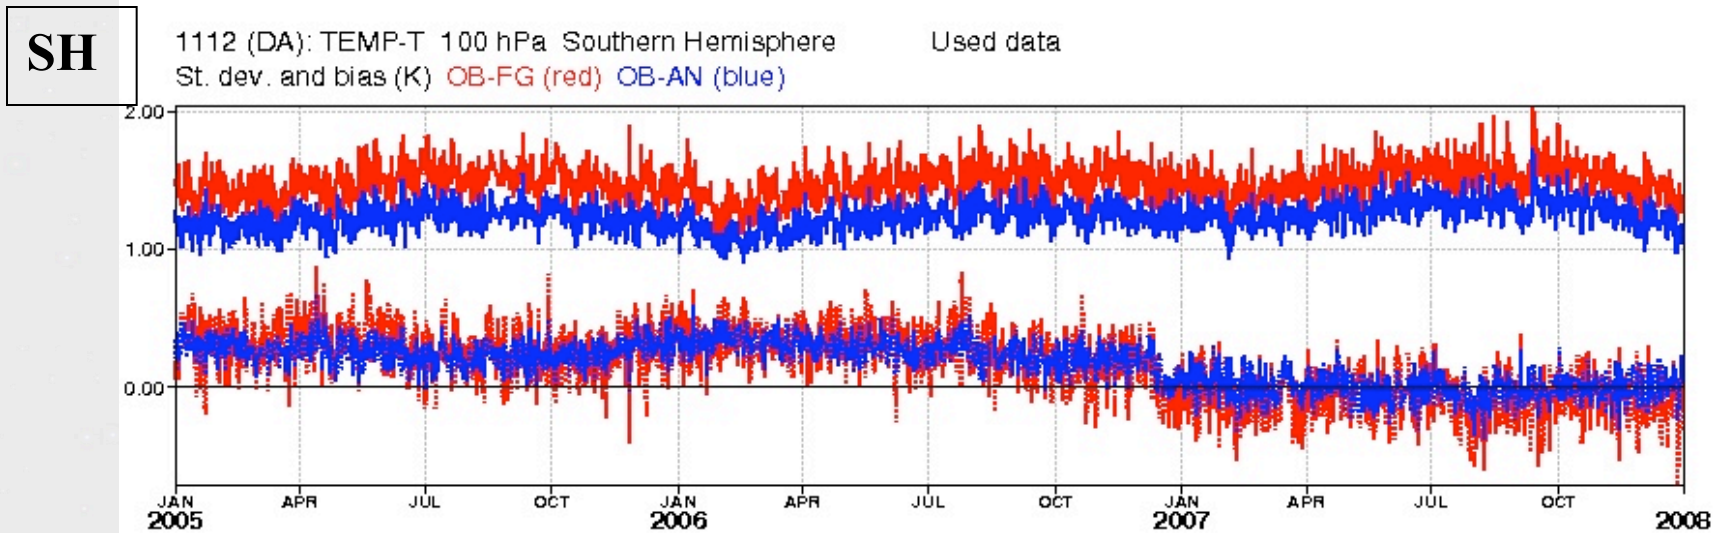 SH
1112 (DA): TEMP-T 100 hPa Southern Hemisphere Used data
St. dev. and bias (K) OB-FG (red) OB-AN (blue)
2.00
1.00
0.00
JAN APR JUL OCT JAN APR JUL OCT JAN APR JUL OCT
2005 2006 2007 2008